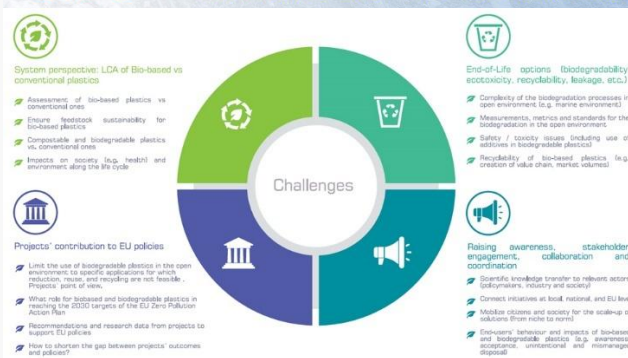 System perspective: LCA of Bio-based vs
conventional plastics
Assessment of bio-based plastics vs
conventional ones
Ensure feedstock sustainability for
bio-based plastics
Compostable and biodegradable plastics
vs. conventional ones
Impacts on society (e.g. health) and
environment along the life cycle
Projects' contribution to EU policies
Limit the use of biodegradable plastics in the open
environment to specific applications for which
reduction, reuse, and recycling are not feasible .
Projects' point of view.
What role for biobased and biodegradable plastics in
reaching the 2030 targets of the EU Zero Pollution
Action Plan
Recommendations and research data from projects to
support EU policies
How to shorten the gap between projects' outcomes
and policies?
Challenges
End-of-Life options (biodegradability,
ecotoxicity, recyclability, leakage, etc.)
Complexity of the biodegradation processes in
open environment (e.g. marine environment)
Measurements, metrics and standards for the
biodegradation in the open environment
Safety / toxicity issues (including use of
additives in biodegradable plastics)
Recyclability of bio-based plastics (e.g.
creation of value chain, market volumes)
Raising awareness, stakeholder
engagement, collaboration and
coordination
Scientific knowledge transfer to relevant actors
(policymakers, industry and society)
Connect initiatives at local, national, and EU level
Mobilize citizens and society for the scale-up of
solutions (from niche to norm)
End-users' behaviour and impacts of bio-based
and biodegradable plastics (e.g. awareness,
acceptance, unintentional and mismanaged
disposal)